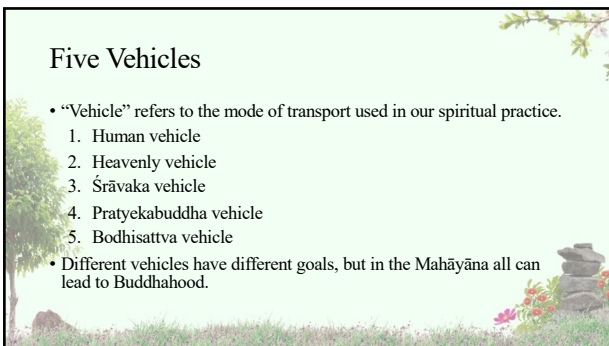 Five Vehicles
• “Vehicle” refers to the mode of transport used in our spiritual practice.
1. Human vehicle
2. Heavenly vehicle
3. Śrāvaka vehicle
4. Pratyekabuddha vehicle
5. Bodhisattva vehicle
• Different vehicles have different goals, but in the Mahāyāna all can
lead to Buddhahood.